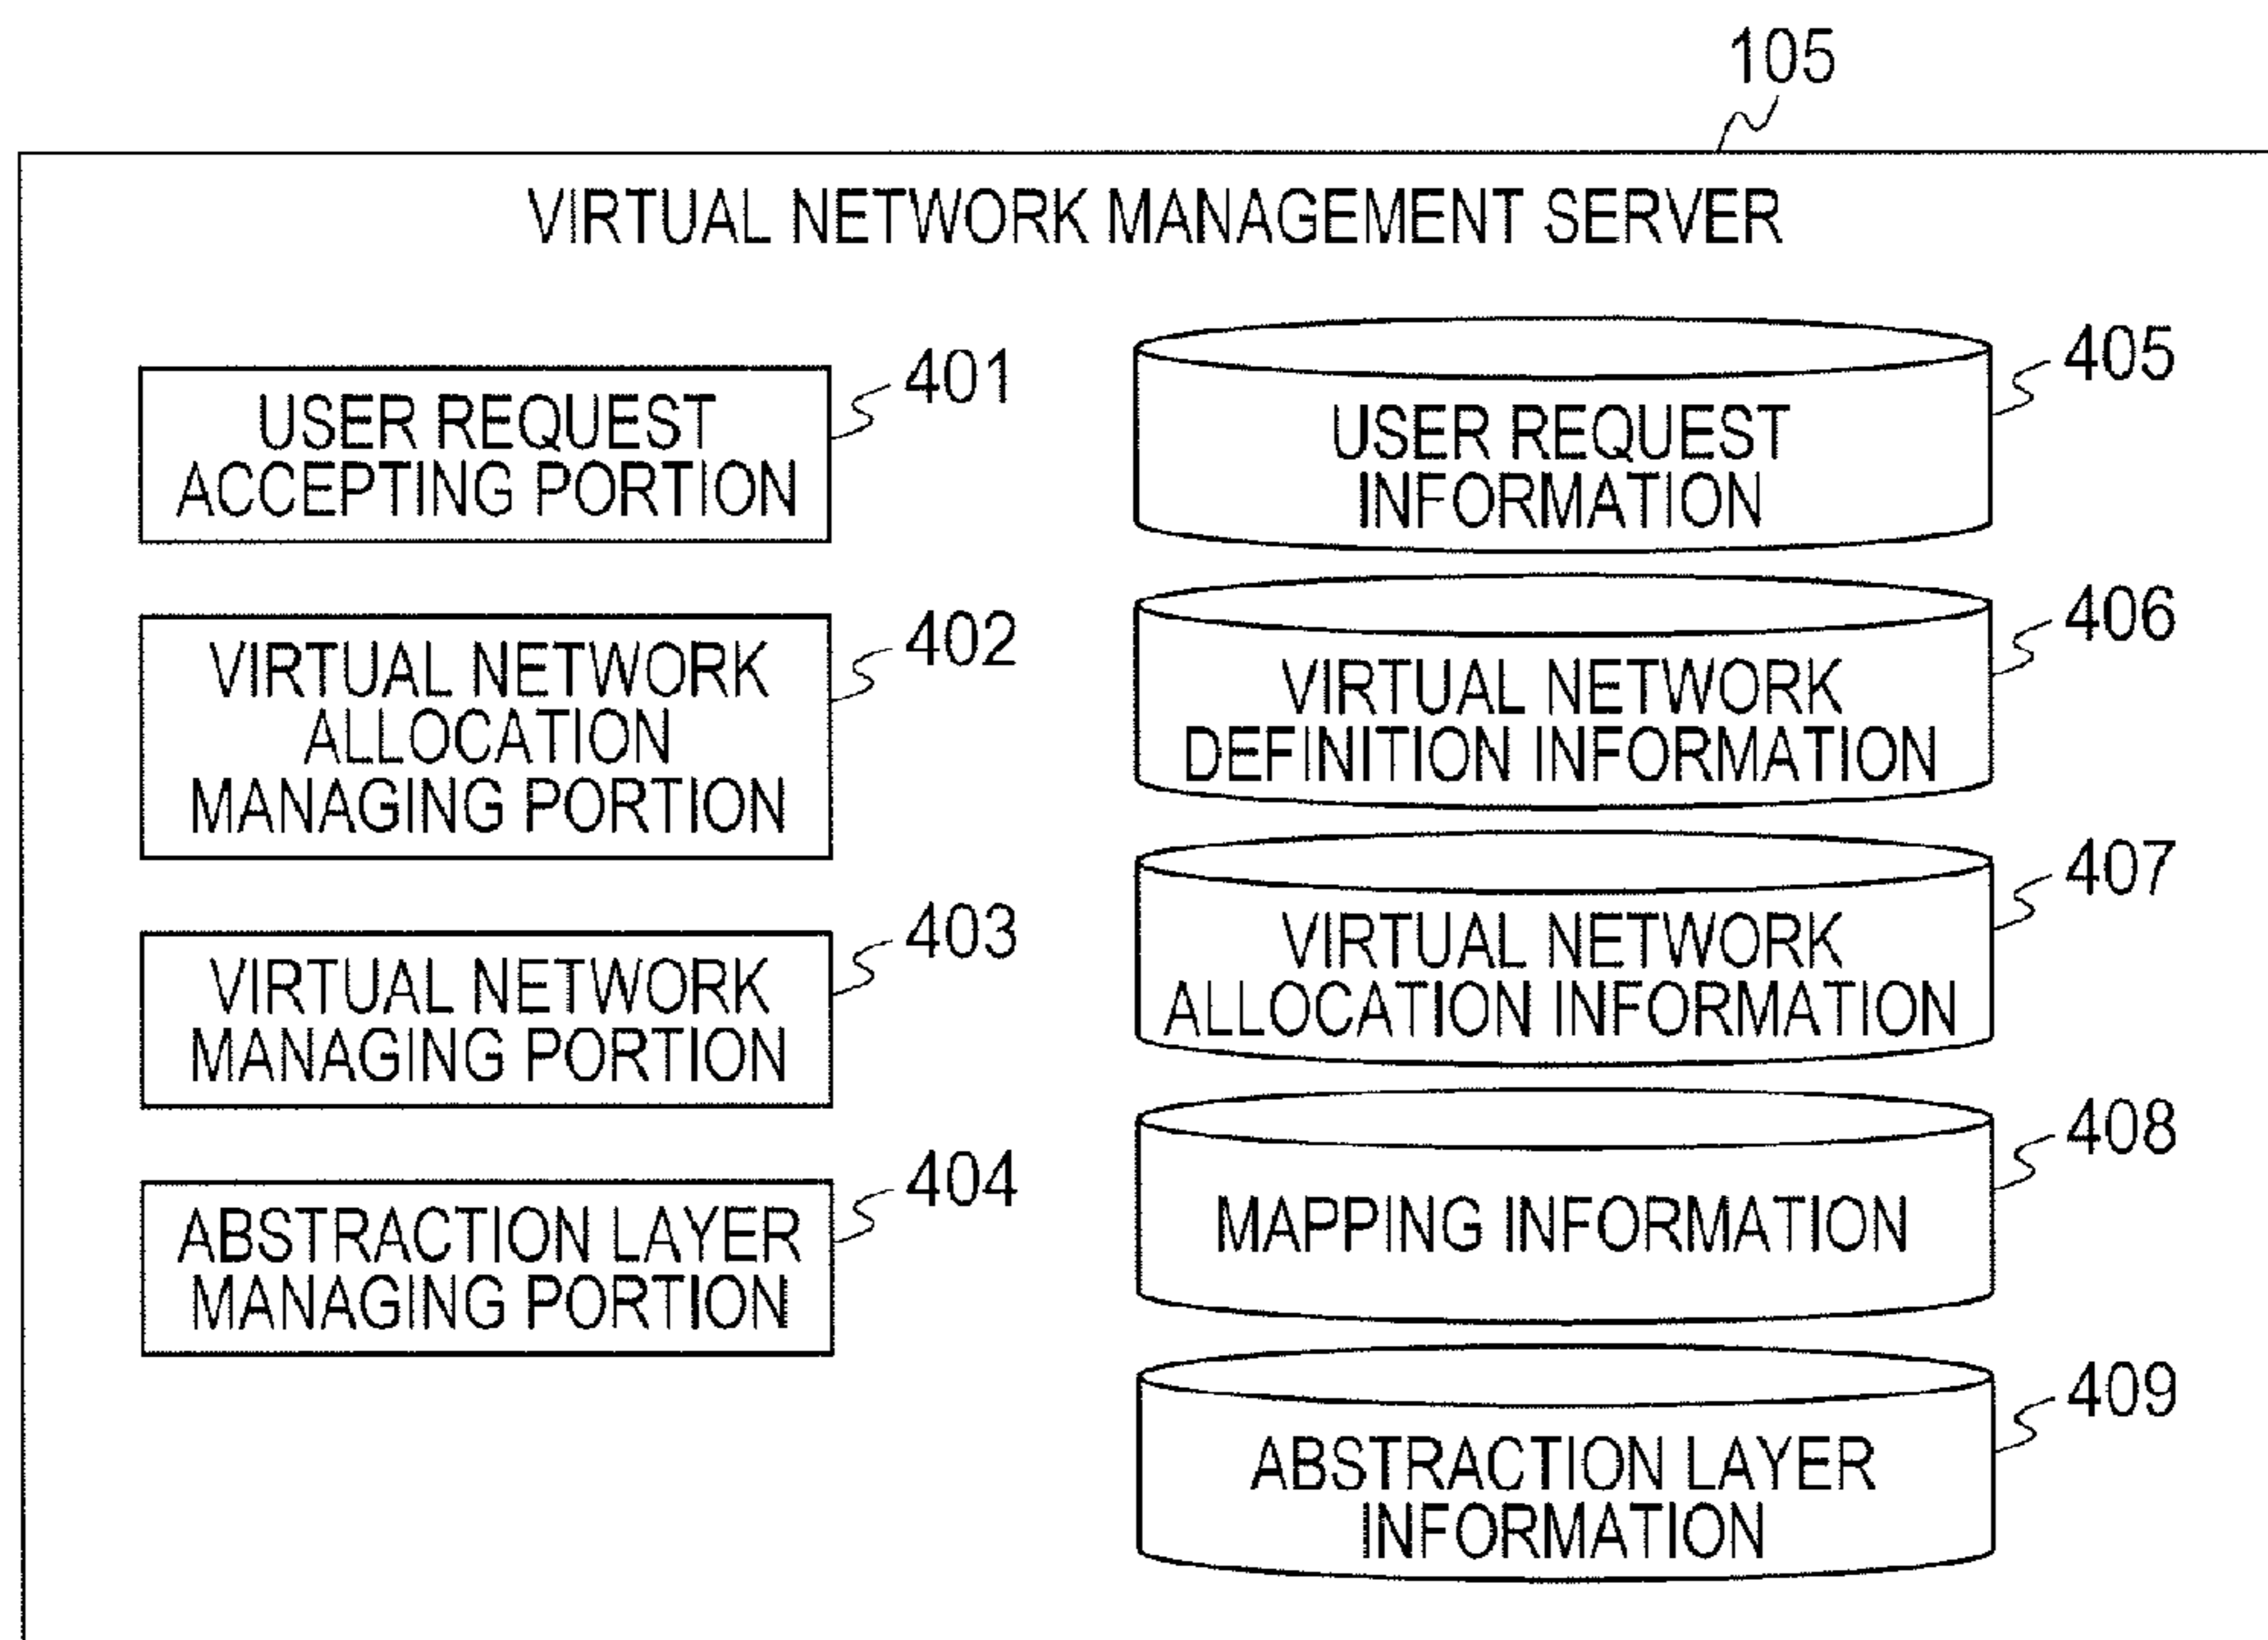 105
VIRTUAL NETWORK MANAGEMENT SERVER
USER REQUEST
ACCEPTING PORTION
401
VIRTUAL NETWORK
ALLOCATION
MANAGING PORTION
402
VIRTUAL NETWORK
MANAGING PORTION
403
ABSTRACTION LAYER
MANAGING PORTION
404
USER REQUEST
INFORMATION
405
VIRTUAL NETWORK
DEFINITION INFORMATION
406
VIRTUAL NETWORK
ALLOCATION INFORMATION
407
MAPPING INFORMATION
408
ABSTRACTION LAYER
INFORMATION
409